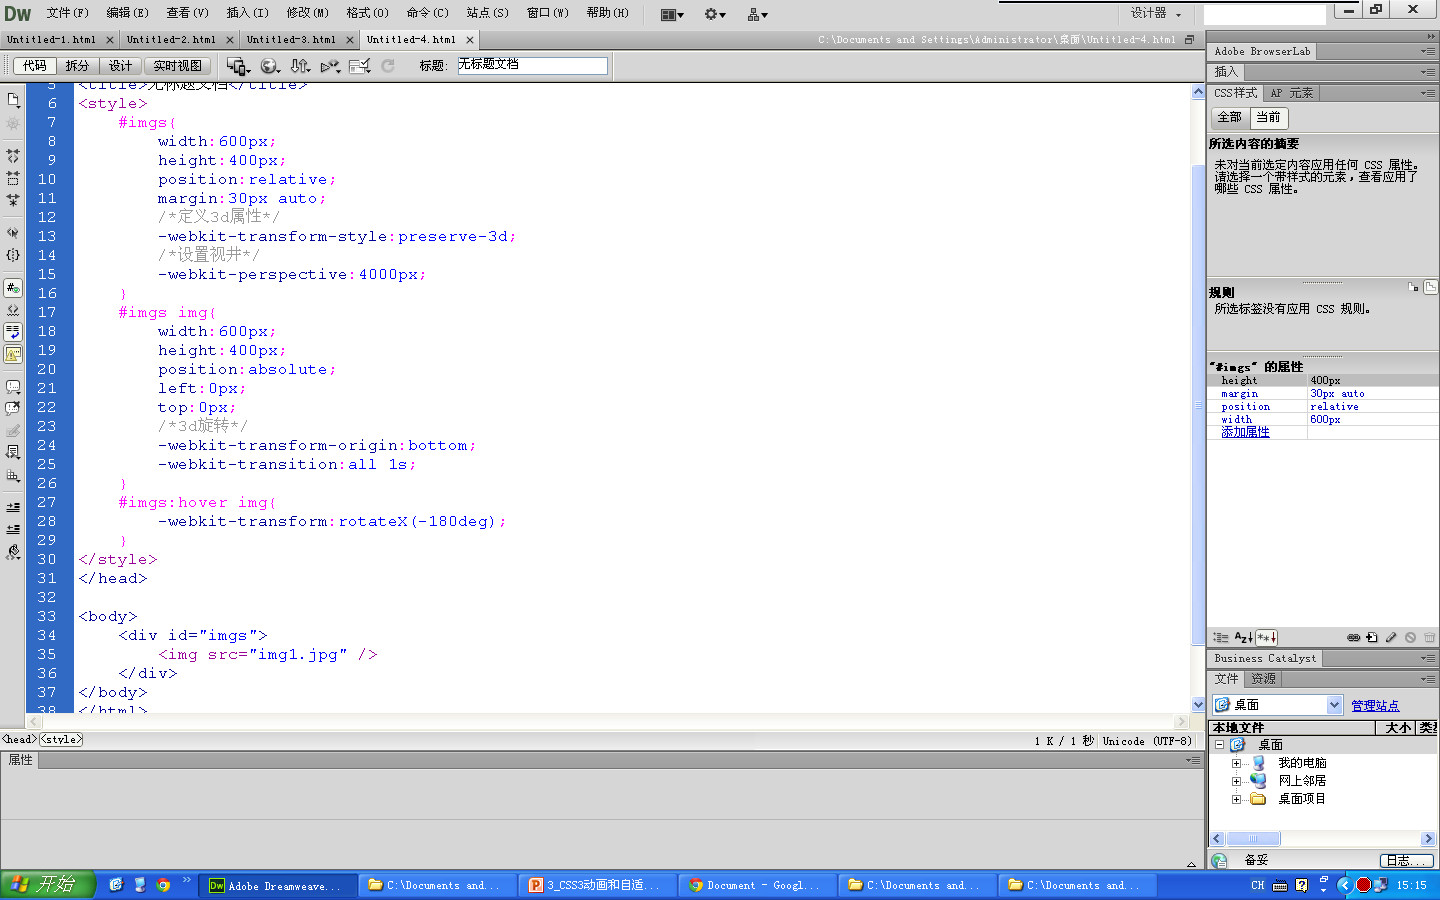 Dw 文件(F) 编辑(E) 查看(V) 插入(I) 修改(M) 格式(O) 命令(C) 站点(S) 窗口(W) 帮助(H) 设计器
Untitled-1.html Untitled-2.html Untitled-3.html Untitled-4.html C:\Documents and Settings\Administrator\桌面\Untitled-4.html
代码 拆分 设计 实时视图 标题: 无标题文档
5 <title>无标题文档</title>
6 <style>
7 #imgs{
8 width:600px;
9 height:400px;
10 position:relative;
11 margin:30px auto;
12 /*定义3d属性*/
13 -webkit-transform-style:preserve-3d;
14 /*设置视井*/
15 -webkit-perspective:4000px;
16 }
17 #imgs img{
18 width:600px;
19 height:400px;
20 position:absolute;
21 left:0px;
22 top:0px;
23 /*3d旋转*/
24 -webkit-transform-origin:bottom;
25 -webkit-transition:all 1s;
26 }
27 #imgs:hover img{
28 -webkit-transform:rotateX(-180deg);
29 }
30 </style>
31 </head>
32
33 <body>
34 <div id="imgs">
35 <img src="img1.jpg" />
36 </div>
37 </body>
38 </html>
<head> <style> 1 K / 1 秒 Unicode (UTF-8)
属性
Adobe BrowserLab
插入
CSS样式 AP 元素
全部 当前
所选内容的摘要
未对当前选定内容应用任何 CSS 属性。
请选择一个带样式的元素，查看应用了
哪些 CSS 属性。
规则
所选标签没有应用 CSS 规则。
"#imgs" 的属性
height 400px
margin 30px auto
position relative
width 600px
添加属性
Business Catalyst
文件 资源
桌面 管理站点
本地文件 大小 类型
桌面
我的电脑
网上邻居
桌面项目
备妥 日志...
开始 Adobe Dreamweave... C:\Documents and... 3_CSS3动画和自适... Document - Googl... C:\Documents and... C:\Documents and... CH 15:15